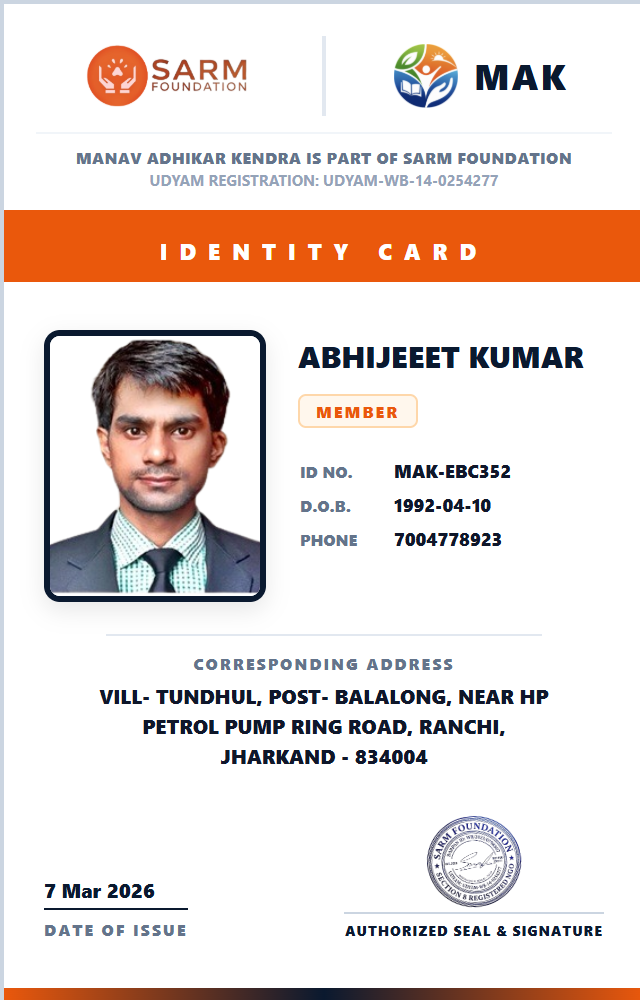 SARM
FOUNDATION
MAK
MANAV ADHIKAR KENDRA IS PART OF SARM FOUNDATION
UDYAM REGISTRATION: UDYAM-WB-14-0254277
IDENTITY CARD
ABHIJEEET KUMAR
MEMBER
ID NO. MAK-EBC352
D.O.B. 1992-04-10
PHONE 7004778923
CORRESPONDING ADDRESS
VILL- TUNDHUL, POST- BALALONG, NEAR HP
PETROL PUMP RING ROAD, RANCHI,
JHARKAND - 834004
SARM FOUNDATION
SECTION 8 REGISTERED NGO
7 Mar 2026
DATE OF ISSUE
AUTHORIZED SEAL & SIGNATURE